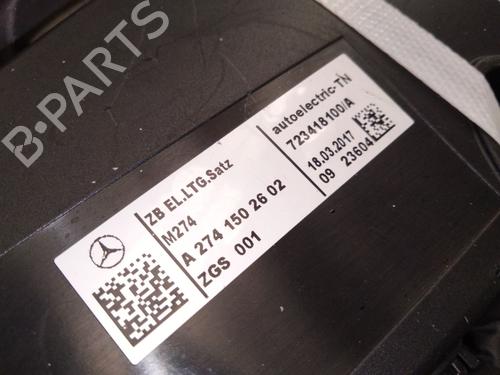 B-PARTS
ZB EL.LTG.Satz
M274
A 274 150 26 02
ZGS 001
autoelectric-TN
723418100/A
18.03.2017
09 23604